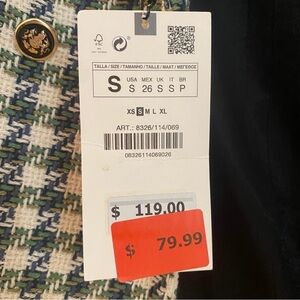 FSC
TALLA / SIZE / TAMANHO / TAILLE / MAAT / ΜΕΓΕΘΟΣ
S
USA MEX UK IT BR
S 26 S S P
XS S M L XL
ART.: 8326/114/069
08326114069026
$ 119.00
$ 79.99